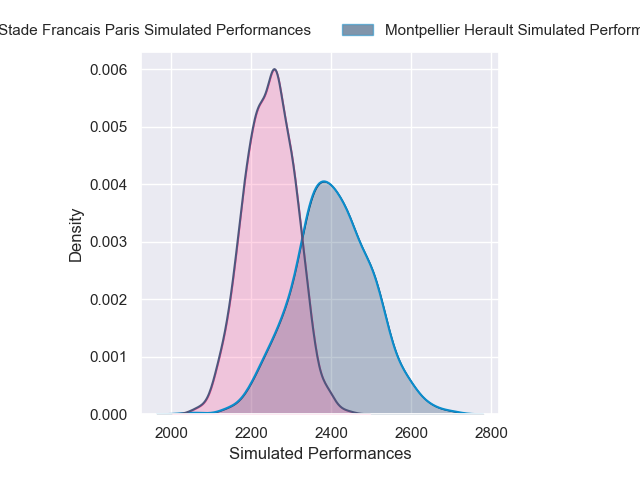 Stade Francais Paris Simulated Performances
Montpellier Herault Simulated Perform
0.006
0.005
0.004
0.003
0.002
0.001
0.000
Density
2000 2200 2400 2600 2800
Simulated Performances